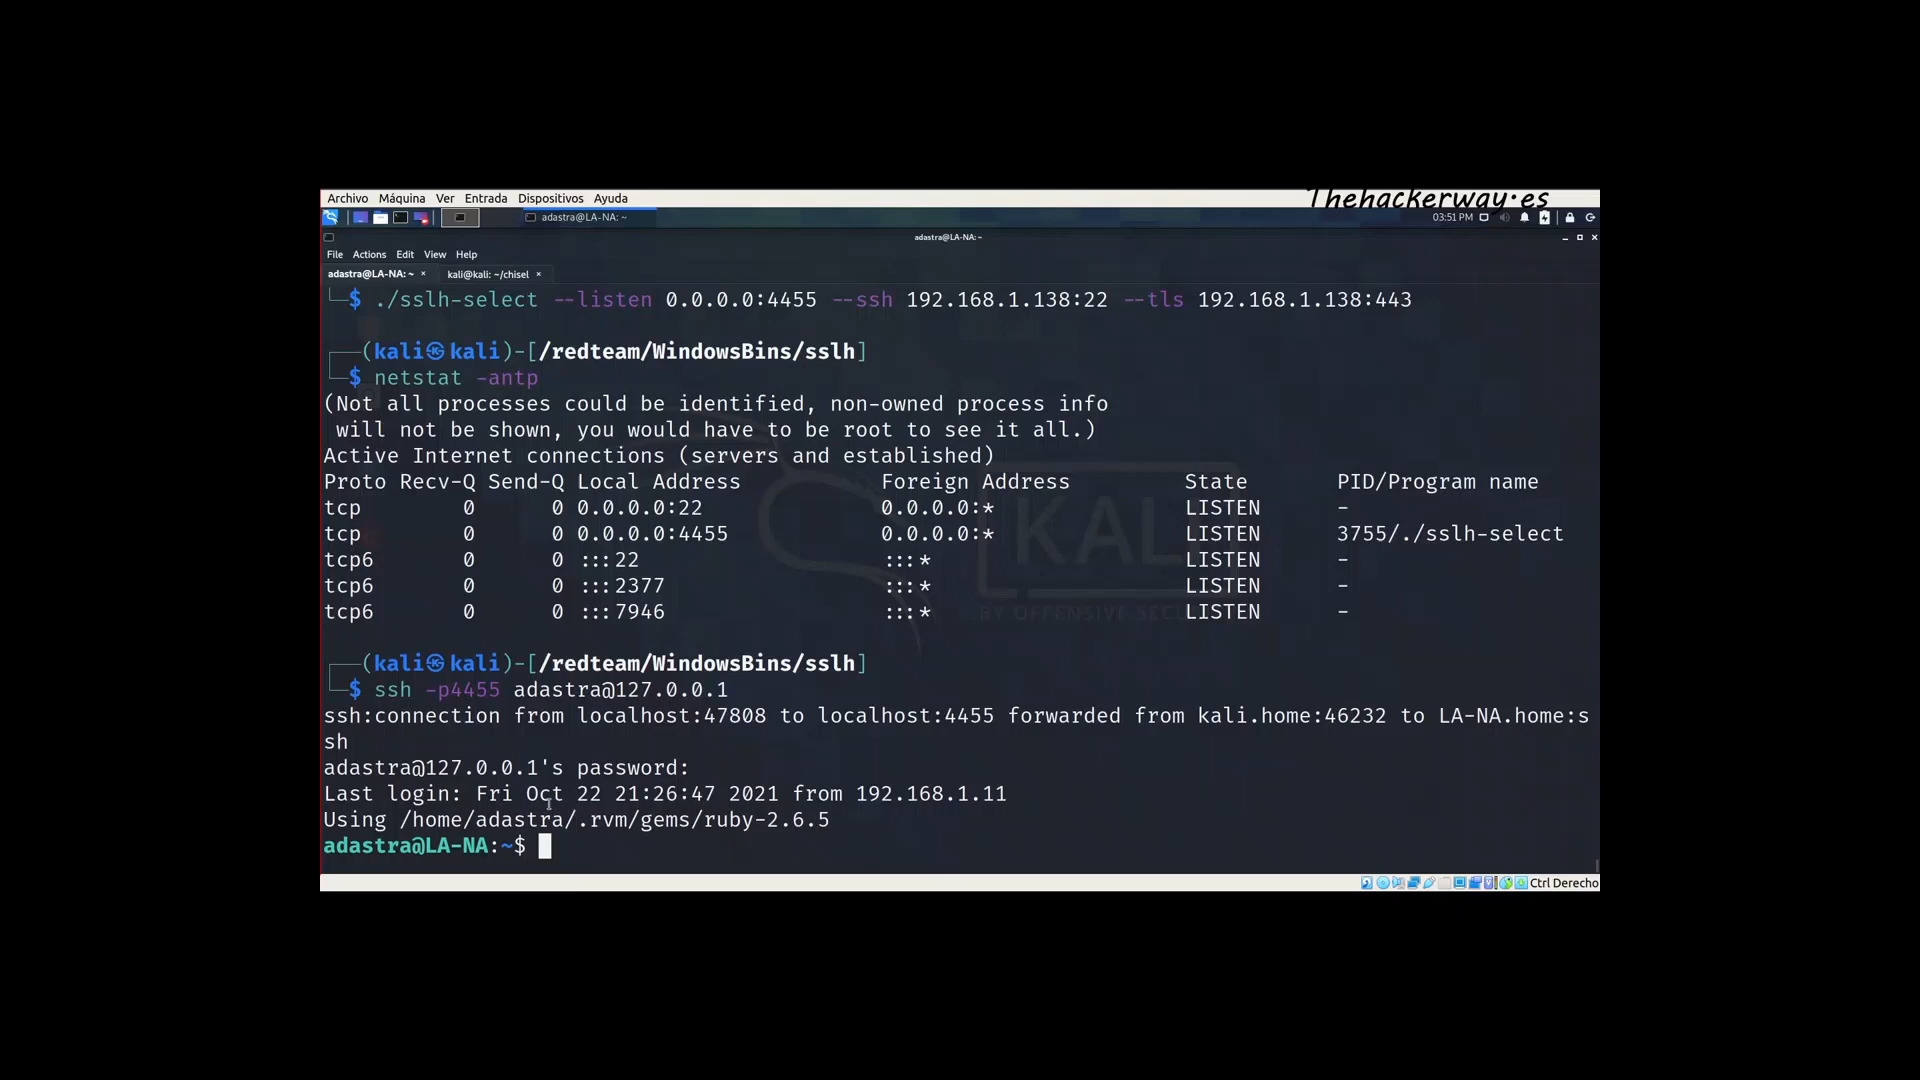 Archivo Máquina Ver Entrada Dispositivos Ayuda
Thehackerway.es
adastra@LA-NA: ~
03:51 PM
adastra@LA-NA: ~
File Actions Edit View Help
adastra@LA-NA: ~ × kali@kali: ~/chisel ×
└─$ ./sslh-select --listen 0.0.0.0:4455 --ssh 192.168.1.138:22 --tls 192.168.1.138:443
┌──(kali㉿kali)-[/redteam/WindowsBins/sslh]
└─$ netstat -antp
(Not all processes could be identified, non-owned process info
will not be shown, you would have to be root to see it all.)
Active Internet connections (servers and established)
Proto Recv-Q Send-Q Local Address Foreign Address State PID/Program name
tcp 0 0 0.0.0.0:22 0.0.0.0:* LISTEN -
tcp 0 0 0.0.0.0:4455 0.0.0.0:* LISTEN 3755/./sslh-select
tcp6 0 0 :::22 :::* LISTEN -
tcp6 0 0 :::2377 :::* LISTEN -
tcp6 0 0 :::7946 :::* LISTEN -
KALI
BY OFFENSIVE SECU
┌──(kali㉿kali)-[/redteam/WindowsBins/sslh]
└─$ ssh -p4455 adastra@127.0.0.1
ssh:connection from localhost:47808 to localhost:4455 forwarded from kali.home:46232 to LA-NA.home:s
sh
adastra@127.0.0.1's password:
Last login: Fri Oct 22 21:26:47 2021 from 192.168.1.11
Using /home/adastra/.rvm/gems/ruby-2.6.5
adastra@LA-NA:~$
Ctrl Derecho